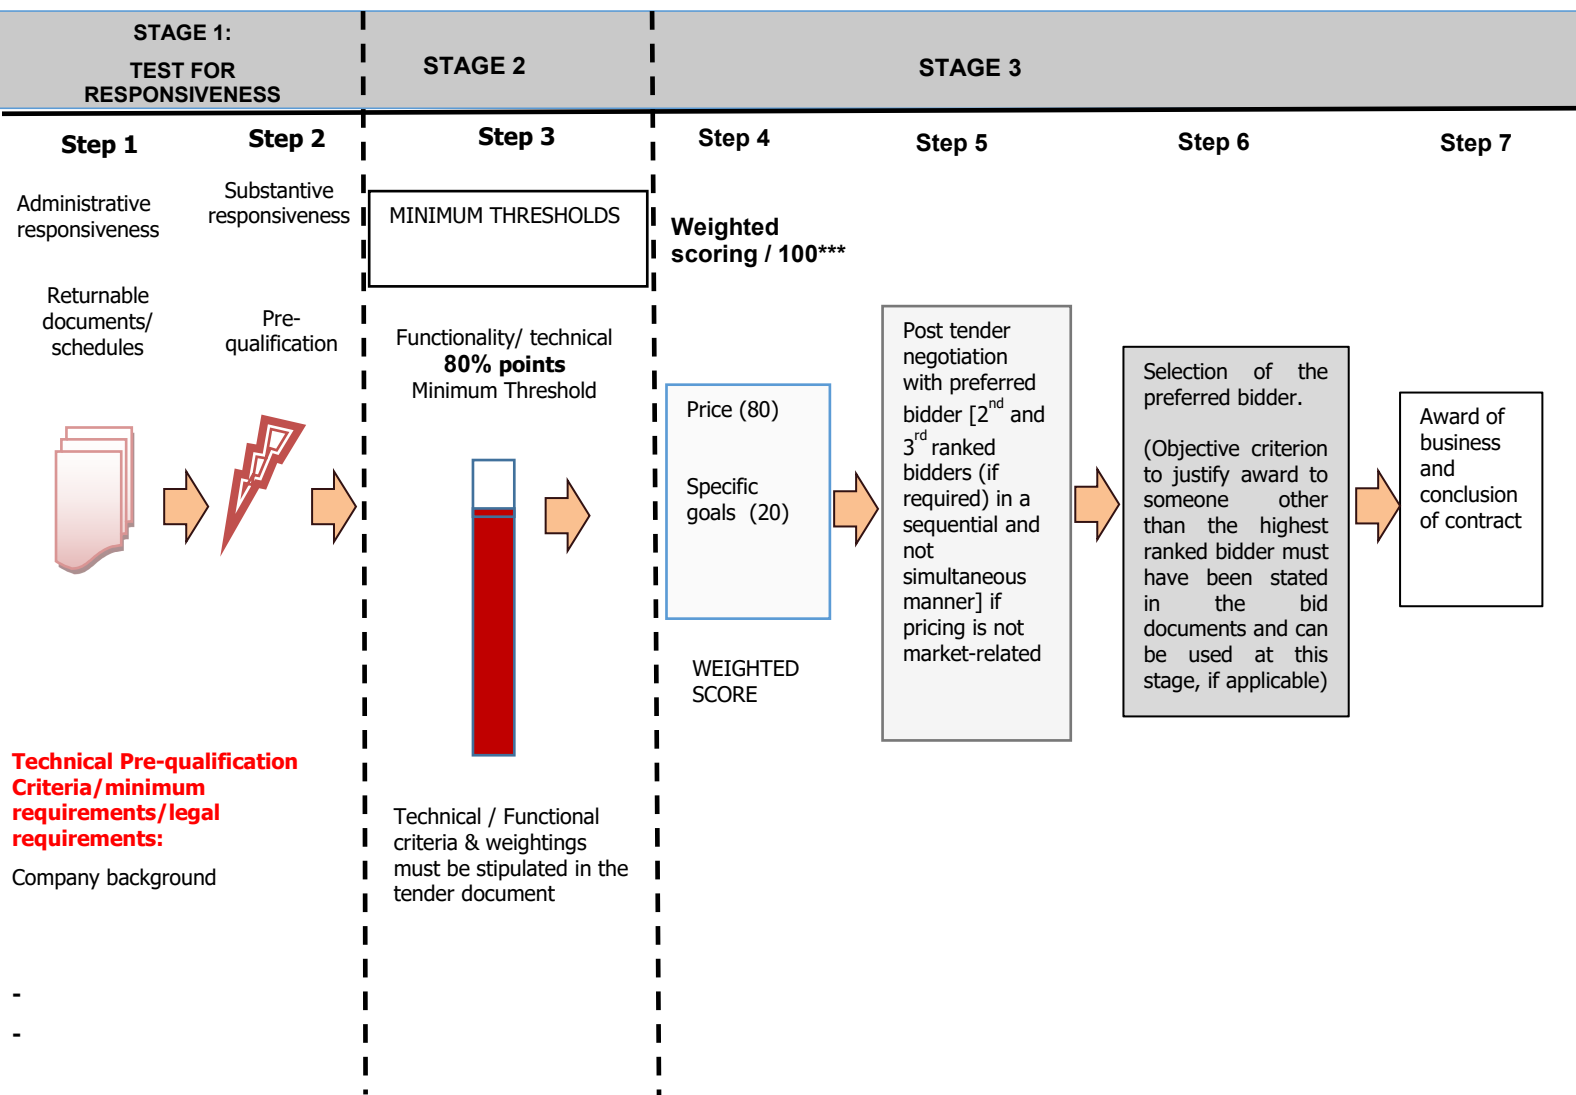 STAGE 1:
TEST FOR
RESPONSIVENESS
STAGE 2
STAGE 3
Step 1
Step 2
Step 3
Step 4
Step 5
Step 6
Step 7
Administrative
responsiveness
Returnable
documents/
schedules
Substantive
responsiveness
Pre-
qualification
MINIMUM THRESHOLDS
Functionality/ technical
80% points
Minimum Threshold
Weighted
scoring / 100***
Price (80)
Specific
goals (20)
WEIGHTED
SCORE
Post tender
negotiation
with preferred
bidder [2nd and
3rd ranked
bidders (if
required) in a
sequential and
not
simultaneous
manner] if
pricing is not
market-related
Selection of the
preferred bidder.
(Objective criterion
to justify award to
someone other
than the highest
ranked bidder must
have been stated
in the bid
documents and can
be used at this
stage, if applicable)
Award of
business
and
conclusion
of contract
Technical Pre-qualification
Criteria/minimum
requirements/legal
requirements:
Company background
-
-
Technical / Functional
criteria & weightings
must be stipulated in the
tender document